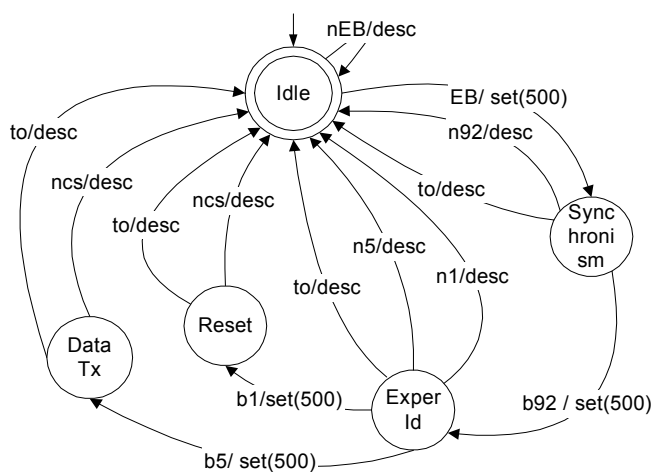 nEB/desc
Idle
EB/ set(500)
to/desc
n92/desc
ncs/desc
to/desc
ncs/desc
to/desc
Sync
hroni
sm
n5/desc
n1/desc
to/desc
Reset
Data
Tx
b1/set(500)
Exper
Id
b92 / set(500)
b5/ set(500)